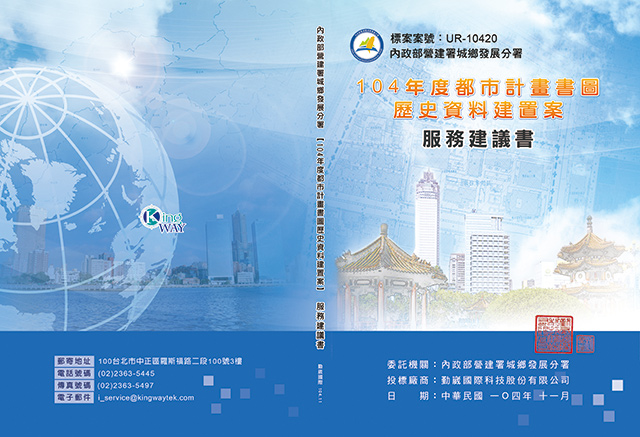 標案案號：UR-10420
內政部營建署城鄉發展分署
104年度都市計畫書圖
歷史資料建置案
服務建議書
內政部營建署城鄉發展分署 【104年度都市計畫書圖歷史資料建置案】 服務建議書
King
WAY
郵寄地址 100台北市中正區羅斯福路二段100號3樓
電話號碼 (02)2363-5445
傳真號碼 (02)2363-5497
電子郵件 i_service@kingwaytek.com
委託機關：內政部營建署城鄉發展分署
投標廠商：勤崴國際科技股份有限公司
日　　期：中華民國 一○四年 十一月